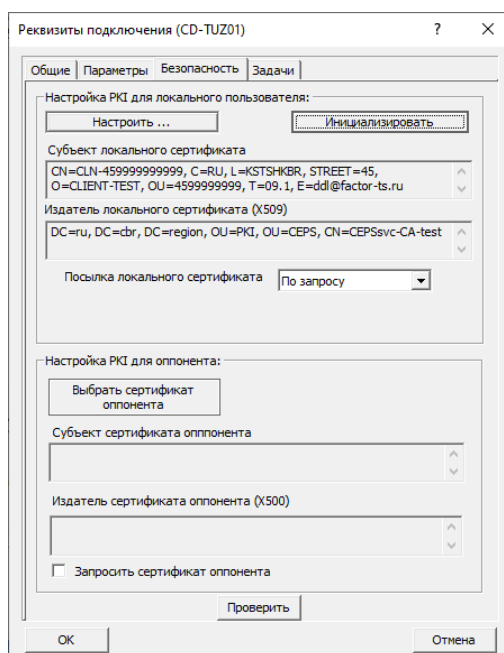 Реквизиты подключения (CD-TUZ01)
Общие Параметры Безопасность Задачи
Настройка PKI для локального пользователя:
Настроить ... Инициализировать
Субъект локального сертификата
CN=CLN-459999999999, C=RU, L=KSTSHKBR, STREET=45,
O=CLIENT-TEST, OU=4599999999, T=09.1, E=ddl@factor-ts.ru
Издатель локального сертификата (X509)
DC=ru, DC=cbr, DC=region, OU=PKI, OU=CEPS, CN=CEPSsvc-CA-test
Посылка локального сертификата По запросу
Настройка PKI для оппонента:
Выбрать сертификат
оппонента
Субъект сертификата опппонента
Издатель сертификата оппонента (X500)
Запросить сертификат оппонента
Проверить
OK Отмена